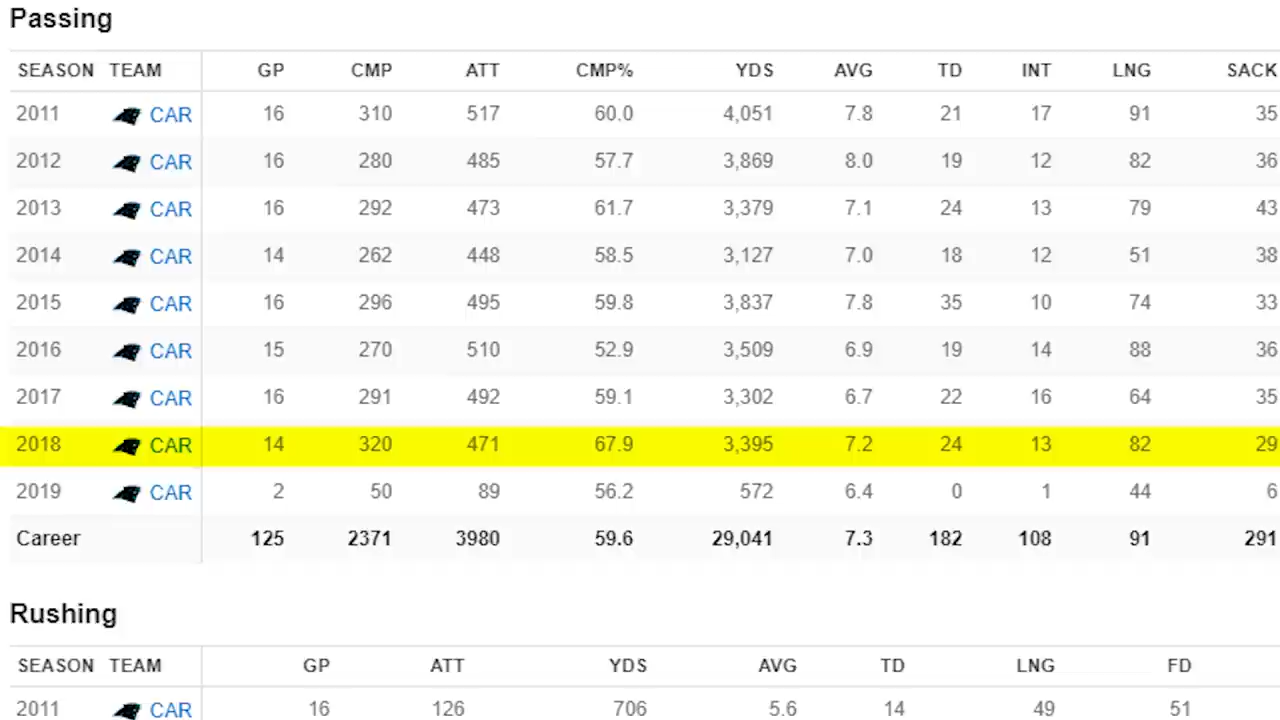 Passing
SEASON TEAM GP CMP ATT CMP% YDS AVG TD INT LNG SACK
2011 CAR 16 310 517 60.0 4,051 7.8 21 17 91 35
2012 CAR 16 280 485 57.7 3,869 8.0 19 12 82 36
2013 CAR 16 292 473 61.7 3,379 7.1 24 13 79 43
2014 CAR 14 262 448 58.5 3,127 7.0 18 12 51 38
2015 CAR 16 296 495 59.8 3,837 7.8 35 10 74 33
2016 CAR 15 270 510 52.9 3,509 6.9 19 14 88 36
2017 CAR 16 291 492 59.1 3,302 6.7 22 16 64 35
2018 CAR 14 320 471 67.9 3,395 7.2 24 13 82 29
2019 CAR 2 50 89 56.2 572 6.4 0 1 44 6
Career 125 2371 3980 59.6 29,041 7.3 182 108 91 291
Rushing
SEASON TEAM GP ATT YDS AVG TD LNG FD
2011 CAR 16 126 706 5.6 14 49 51